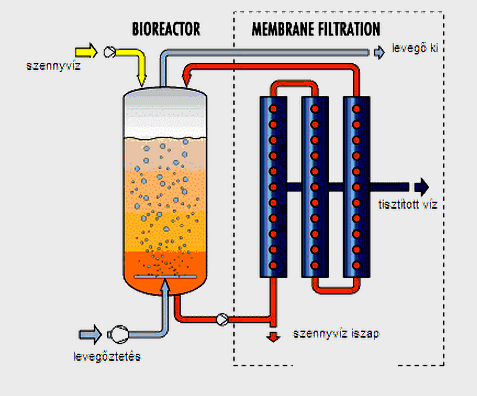 BIOREACTOR
MEMBRANE FILTRATION
szennyvíz
levegő ki
tisztított víz
szennyvíz iszap
levegőztetés